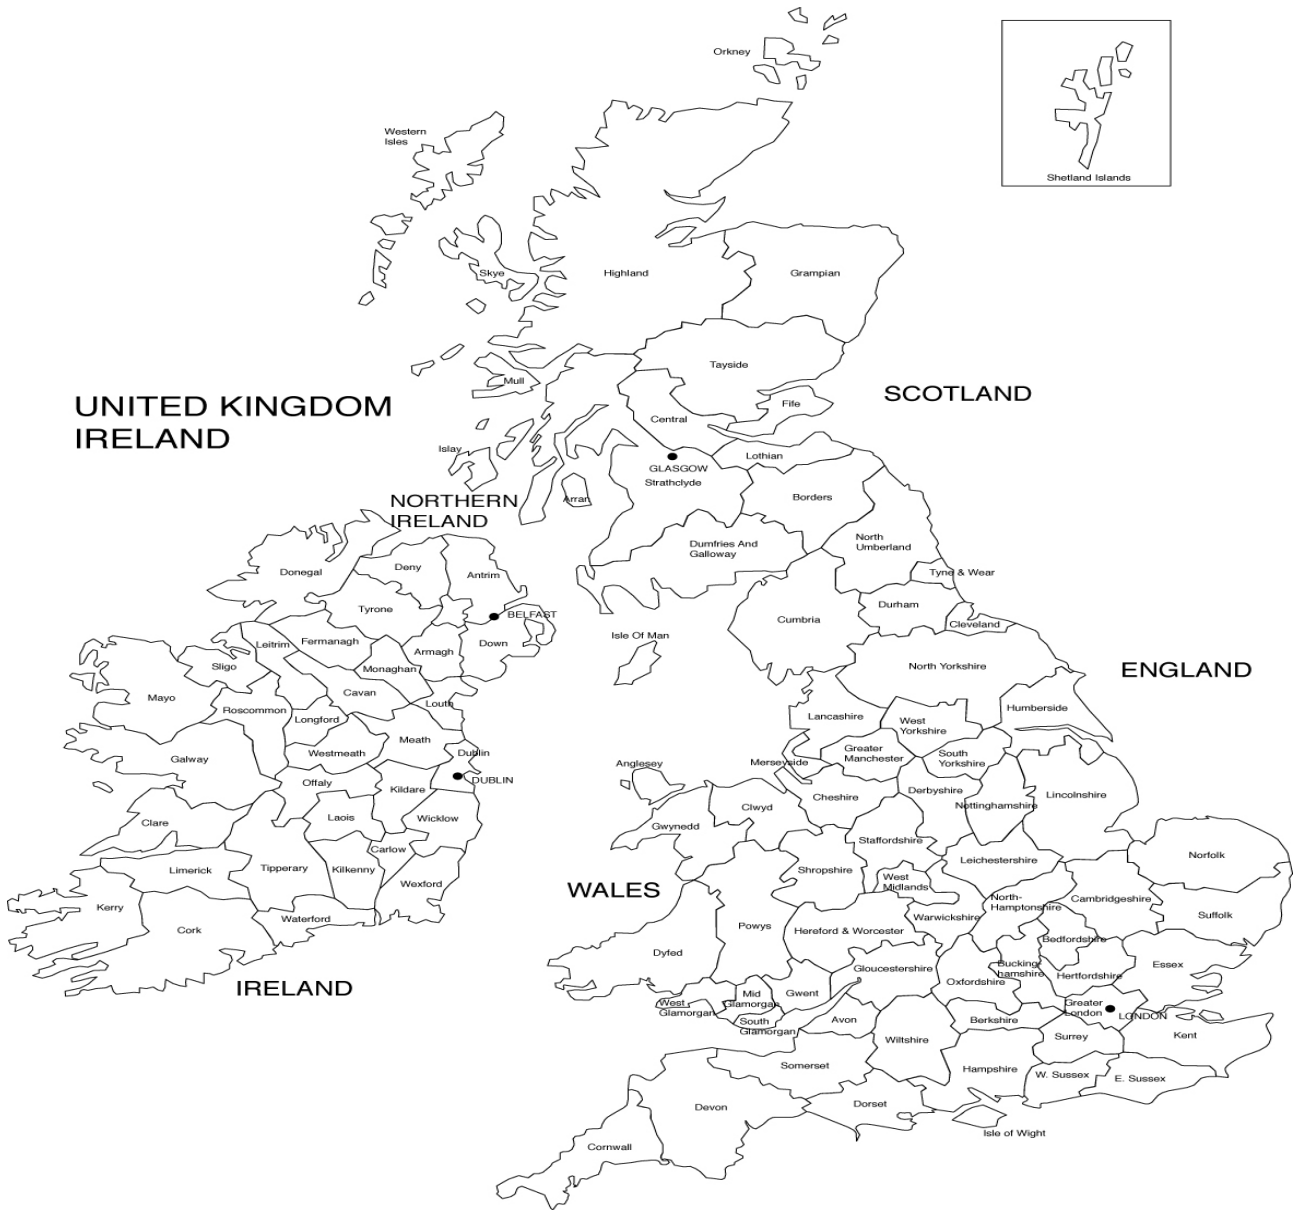 Orkney
Western
Isles
Shetland Islands
Skye
Highland
Grampian
Tayside
Mull
UNITED KINGDOM
IRELAND
SCOTLAND
Fife
Central
Islay
Lothian
GLASGOW
Strathclyde
Arran
Borders
NORTHERN
IRELAND
Dumfries And
Galloway
North
Umberland
Donegal
Deny
Antrim
Tyne & Wear
Tyrone
BELFAST
Durham
Cumbria
Cleveland
Isle Of Man
Leitrim
Fermanagh
Armagh
Down
Sligo
Monaghan
North Yorkshire
ENGLAND
Mayo
Cavan
Roscommon
Longford
Louth
Lancashire
West
Yorkshire
Humberside
Galway
Westmeath
Meath
Dublin
Greater
Manchester
South
Yorkshire
Anglesey
Merseyside
Offaly
Kildare
DUBLIN
Cheshire
Derbyshire
Nottinghamshire
Lincolnshire
Clwyd
Clare
Laois
Wicklow
Gwynedd
Staffordshire
Carlow
Limerick
Tipperary
Kilkenny
Wexford
Shropshire
West
Midlands
Leichestershire
Norfolk
WALES
Kerry
Waterford
Cork
North-
Hamptonshire
Cambridgeshire
Suffolk
Warwickshire
Powys
Hereford & Worcester
Bedfordshire
Dyfed
IRELAND
Gloucestershire
Bucking-
hamshire
Oxfordshire
Hertfordshire
Essex
West
Glamorgan
Mid
Glamorgan
Gwent
South
Glamorgan
Avon
Berkshire
Greater
London
LONDON
Wiltshire
Surrey
Kent
Somerset
Hampshire
W. Sussex
E. Sussex
Devon
Dorset
Isle of Wight
Cornwall